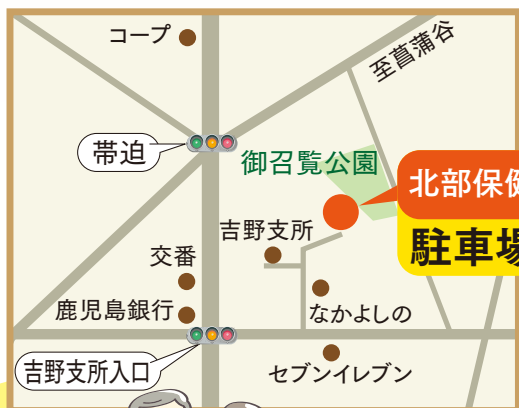 コープ
至菖蒲谷
帯迫
御召覧公園
北部保健
駐車場
吉野支所
交番
鹿児島銀行
なかよしの
吉野支所入口
セブンイレブン